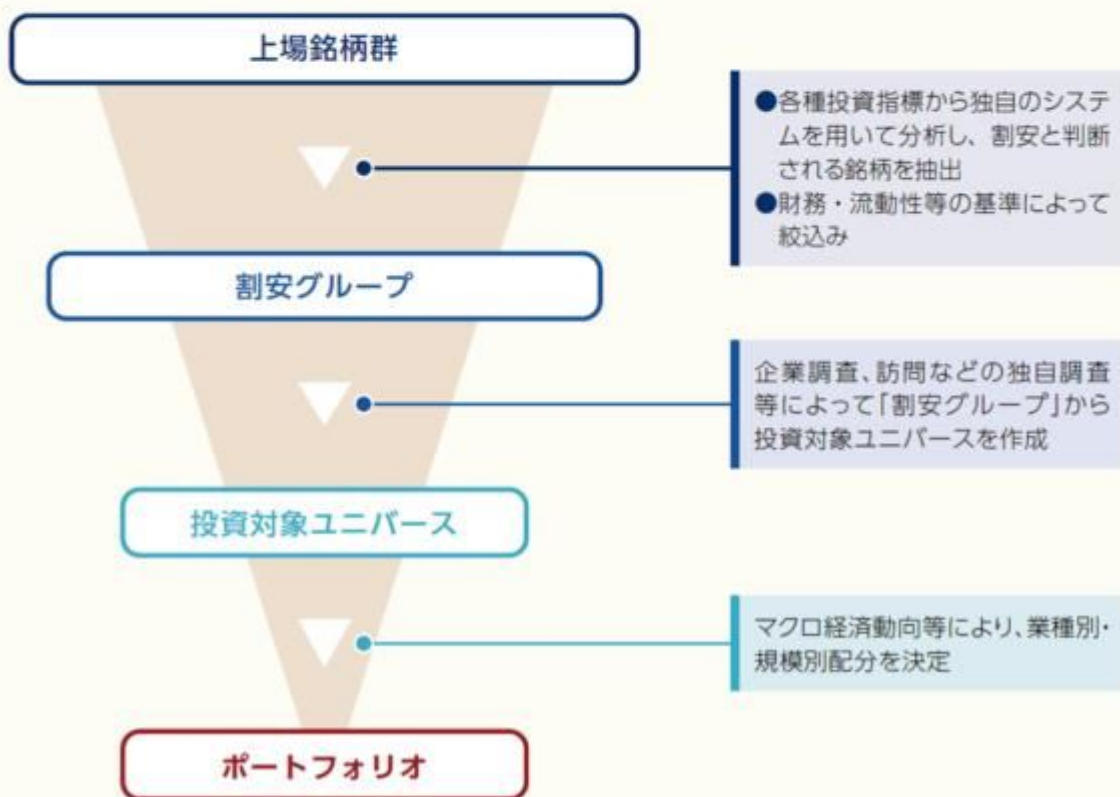 上場銘柄群
●各種投資指標から独自のシステ
ムを用いて分析し、割安と判断
される銘柄を抽出
●財務・流動性等の基準によって
絞込み
割安グループ
企業調査、訪問などの独自調査
等によって「割安グループ」から
投資対象ユニバースを作成
投資対象ユニバース
マクロ経済動向等により、業種別・
規模別配分を決定
ポートフォリオ